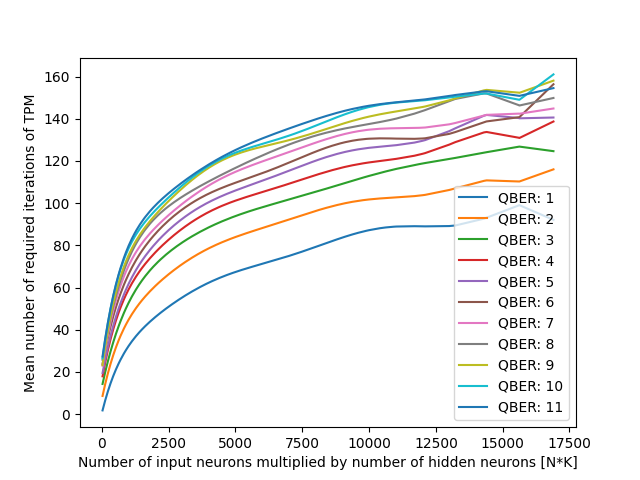 Mean number of required iterations of TPM
160
140
120
100
80
60
40
20
0
QBER: 1
QBER: 2
QBER: 3
QBER: 4
QBER: 5
QBER: 6
QBER: 7
QBER: 8
QBER: 9
QBER: 10
QBER: 11
0 2500 5000 7500 10000 12500 15000 17500
Number of input neurons multiplied by number of hidden neurons [N*K]